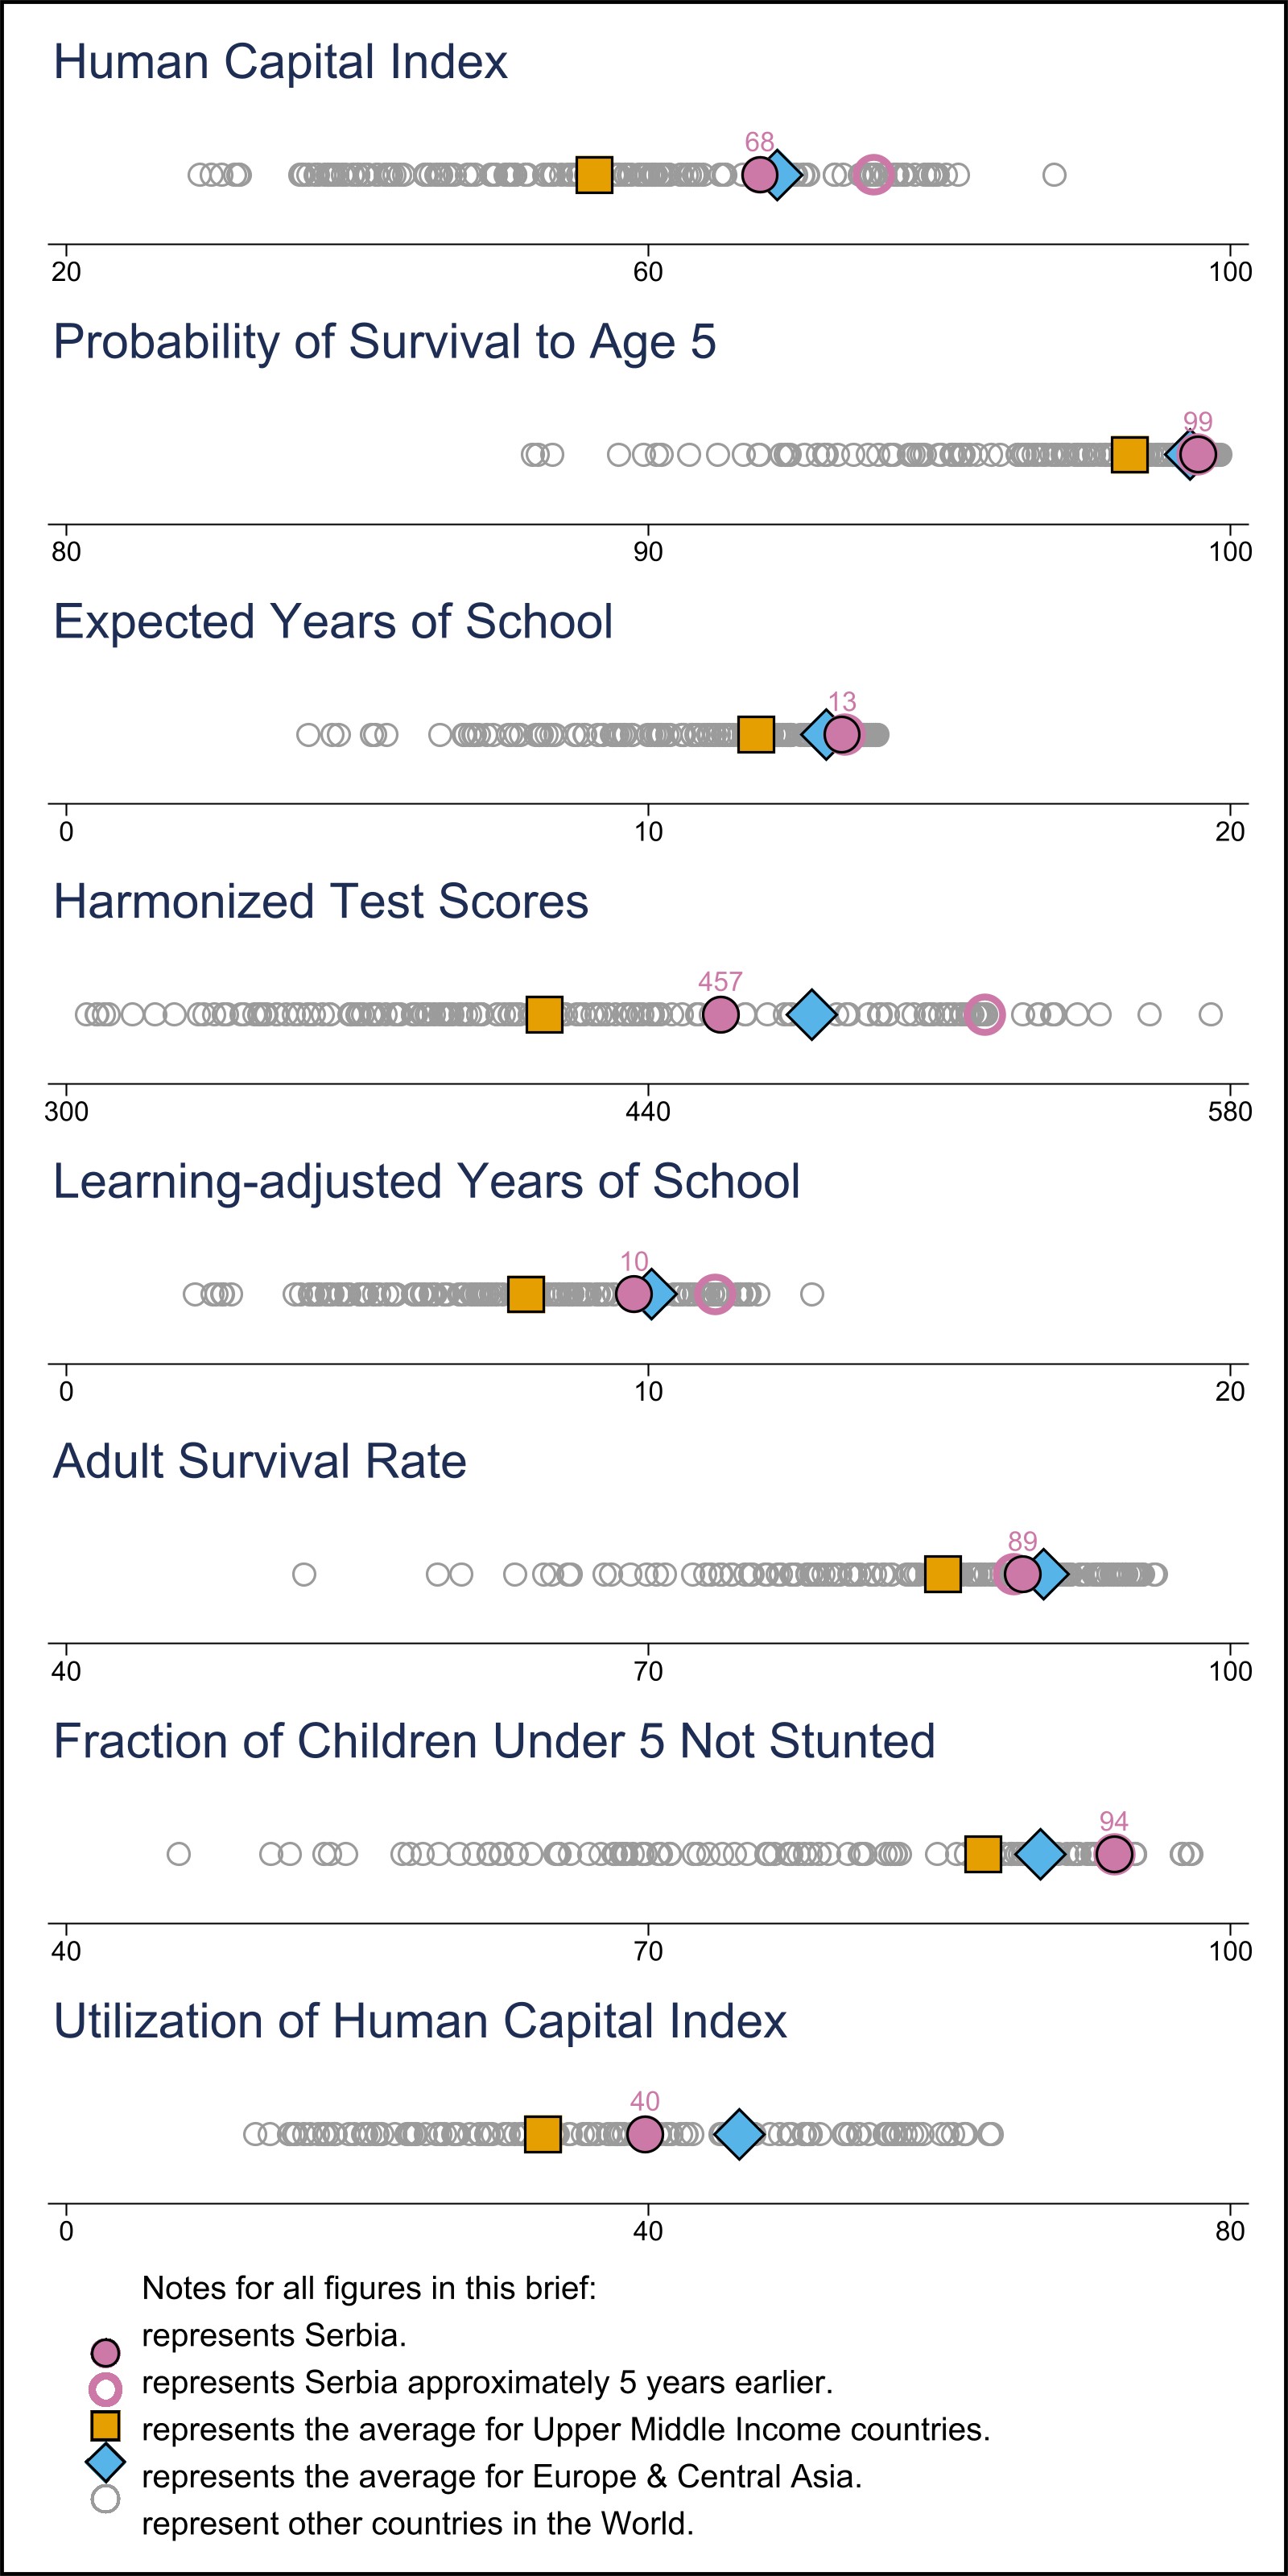 Human Capital Index
68
20 60 100
Probability of Survival to Age 5
99
80 90 100
Expected Years of School
13
0 10 20
Harmonized Test Scores
457
300 440 580
Learning-adjusted Years of School
10
0 10 20
Adult Survival Rate
89
40 70 100
Fraction of Children Under 5 Not Stunted
94
40 70 100
Utilization of Human Capital Index
40
0 40 80
Notes for all figures in this brief:
represents Serbia.
represents Serbia approximately 5 years earlier.
represents the average for Upper Middle Income countries.
represents the average for Europe & Central Asia.
represent other countries in the World.